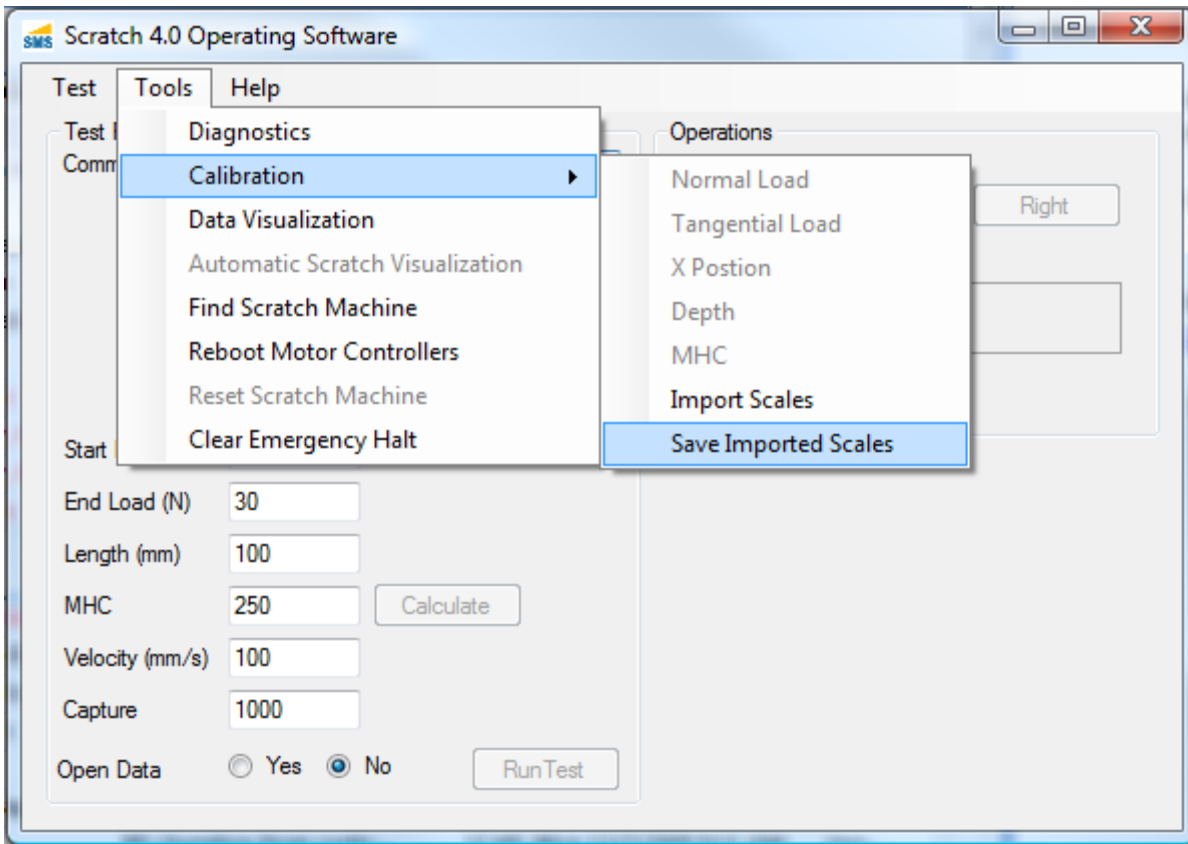 SMS Scratch 4.0 Operating Software
Test Tools Help
Test
Diagnostics
Calibration
Data Visualization
Automatic Scratch Visualization
Find Scratch Machine
Reboot Motor Controllers
Reset Scratch Machine
Clear Emergency Halt
Operations
Normal Load
Tangential Load
X Postion
Depth
MHC
Import Scales
Save Imported Scales
Right
Start
End Load (N) 30
Length (mm) 100
MHC 250 Calculate
Velocity (mm/s) 100
Capture 1000
Open Data Yes No RunTest